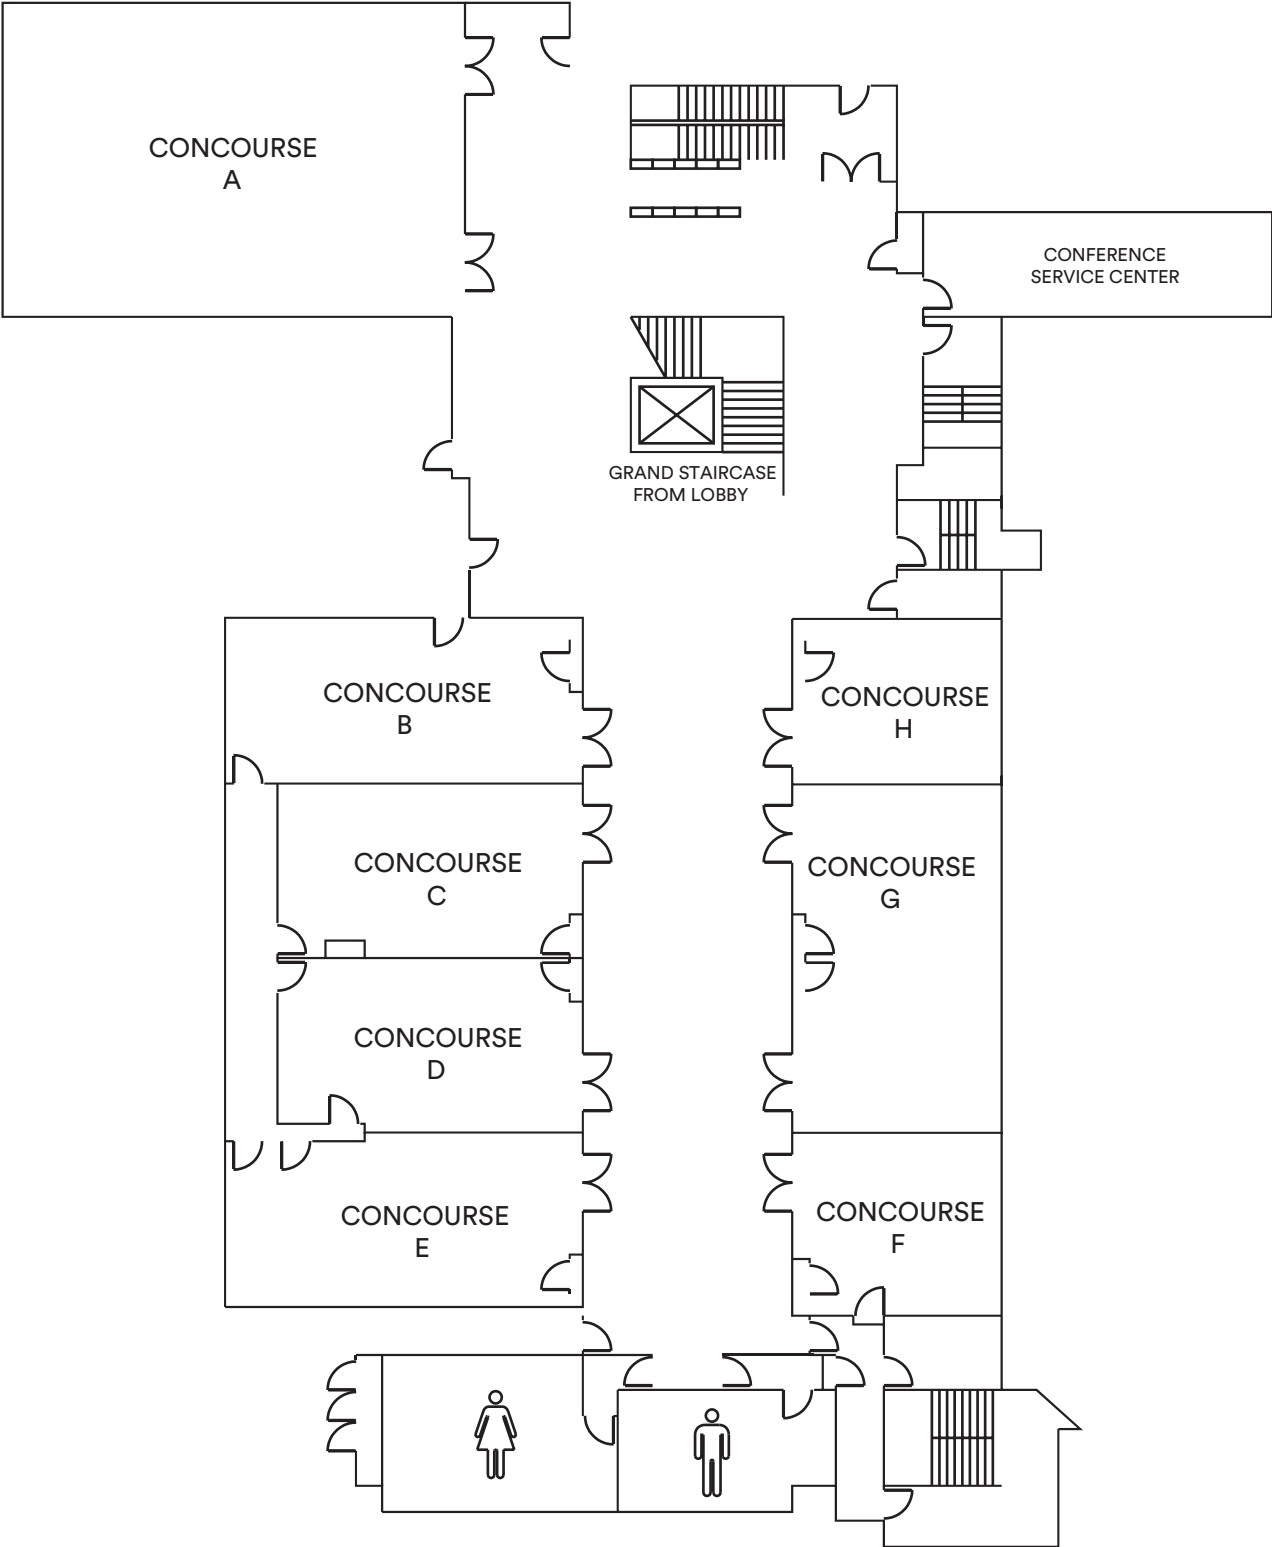 CONCOURSE
A
CONFERENCE
SERVICE CENTER
GRAND STAIRCASE
FROM LOBBY
CONCOURSE
B
CONCOURSE
H
CONCOURSE
C
CONCOURSE
G
CONCOURSE
D
CONCOURSE
E
CONCOURSE
F